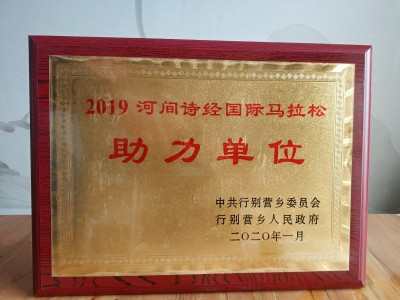 2019 河间诗经国际马拉松
助力单位
中共行别营乡委员会
行别营乡人民政府
二〇二〇年一月